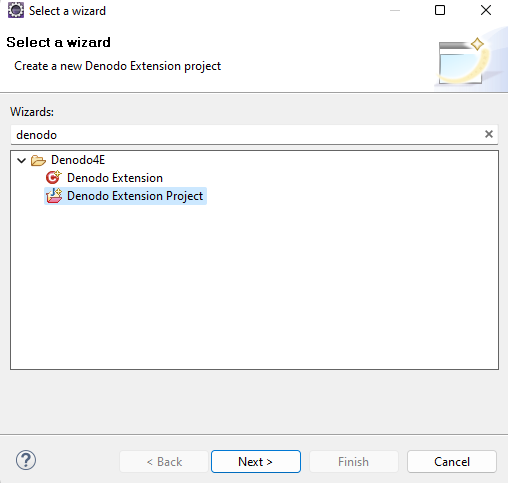 Select a wizard
Select a wizard
Create a new Denodo Extension project
Wizards:
denodo
Denodo4E
Denodo Extension
Denodo Extension Project
< Back
Next >
Finish
Cancel